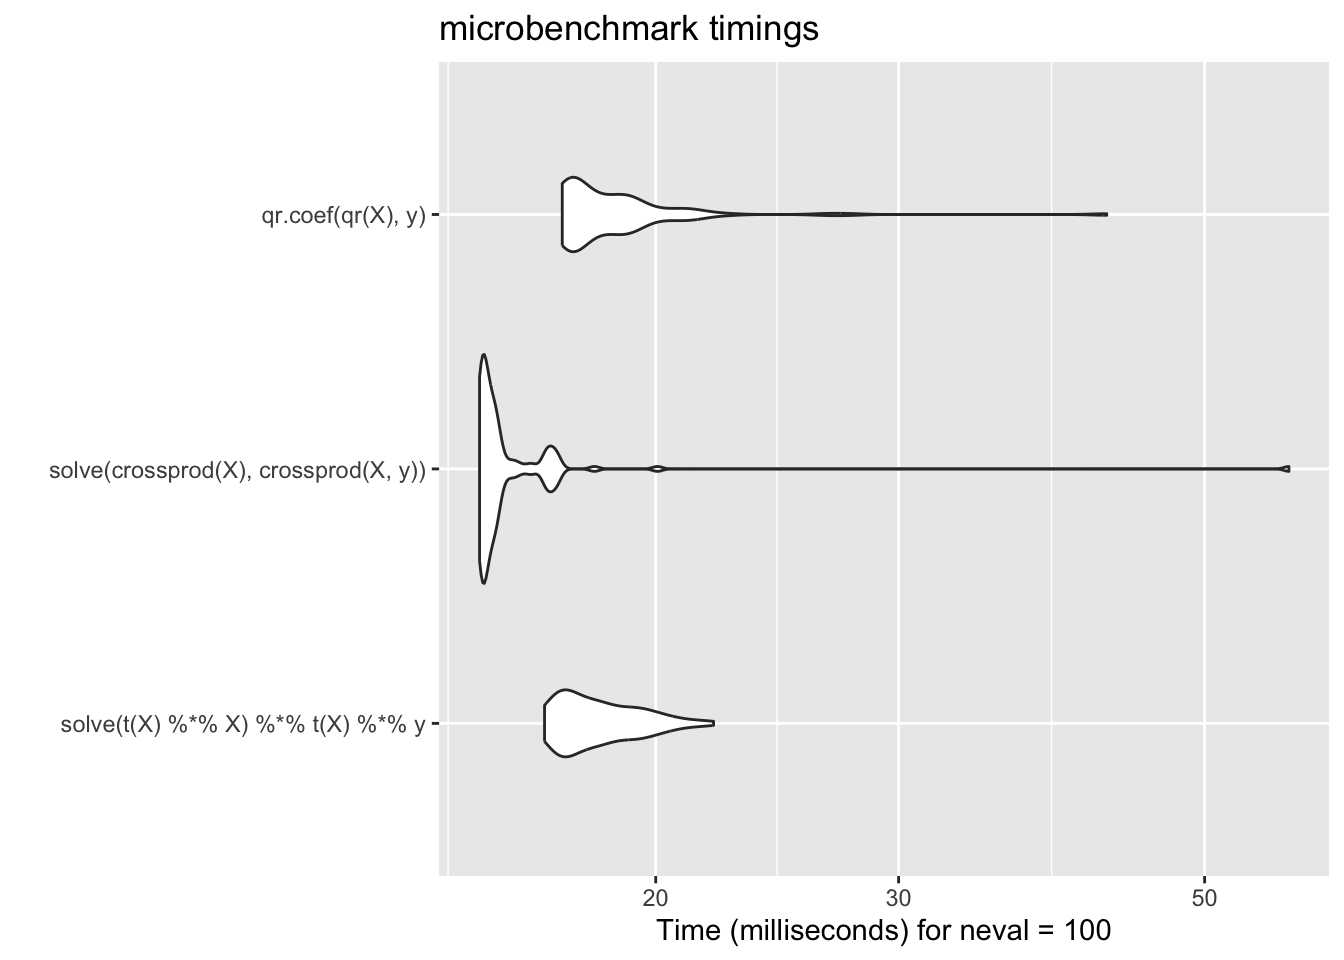 microbenchmark timings
qr.coef(qr(X), y)
solve(crossprod(X), crossprod(X, y))
solve(t(X) %*% X) %*% t(X) %*% y
20 30 50
Time (milliseconds) for neval = 100